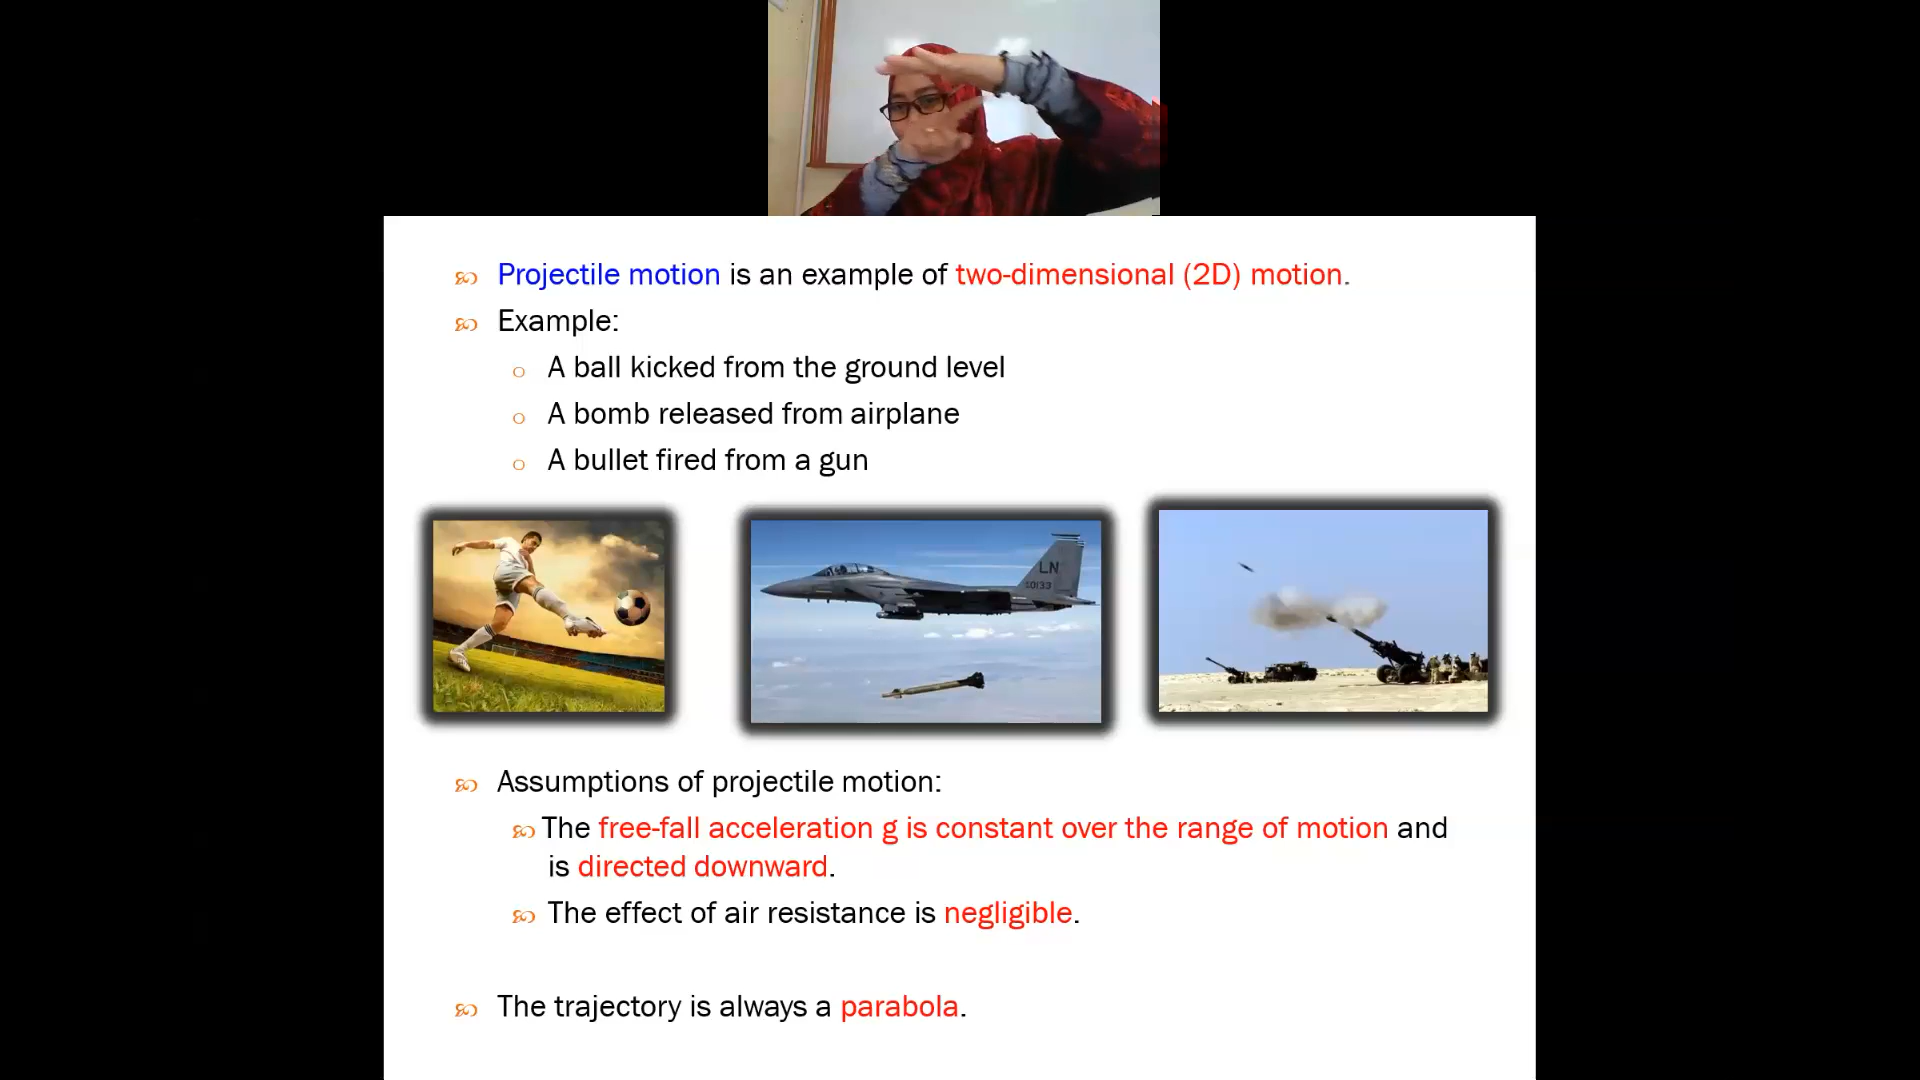 Projectile motion is an example of two-dimensional (2D) motion.
Example:
A ball kicked from the ground level
A bomb released from airplane
A bullet fired from a gun
LN
0133
Assumptions of projectile motion:
The free-fall acceleration g is constant over the range of motion and
is directed downward.
The effect of air resistance is negligible.
The trajectory is always a parabola.